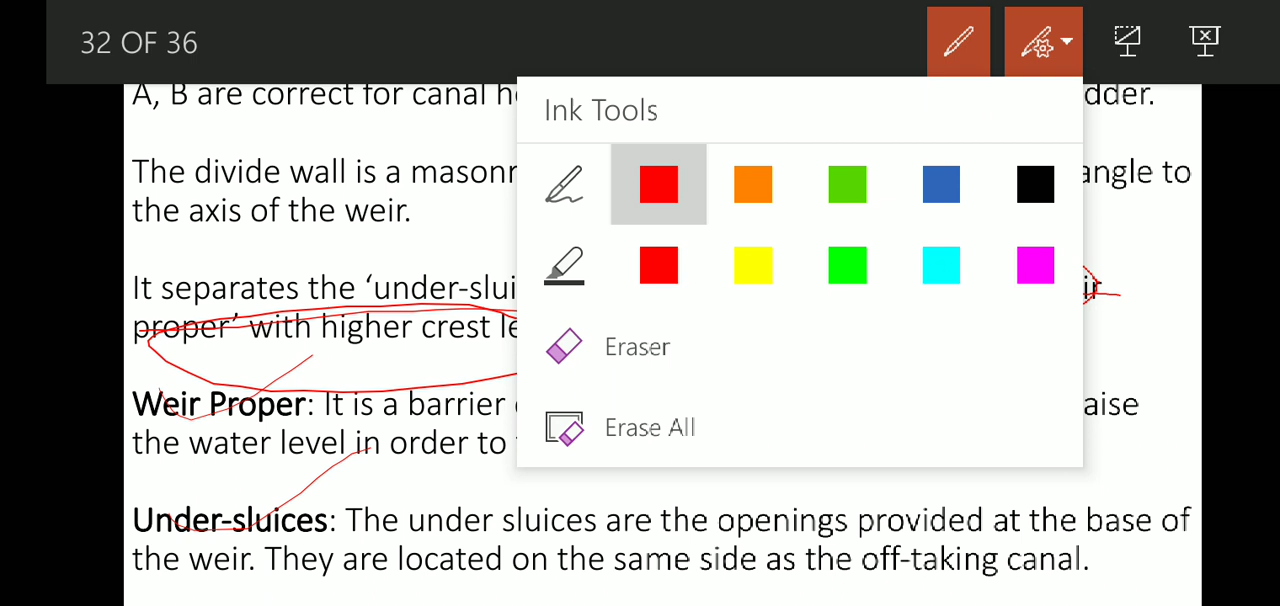 32 OF 36
A, B are correct for canal
dder.
Ink Tools
The divide wall is a
angle to
the axis of the weir.
It separates the ‘under-slui
ir
proper’ with higher crest le
Eraser
Weir Proper: It is a barrier
aise
the water level in order to
Erase All
Under-sluices: The under sluices are the openings provided at the base of
the weir. They are located on the same side as the off-taking canal.